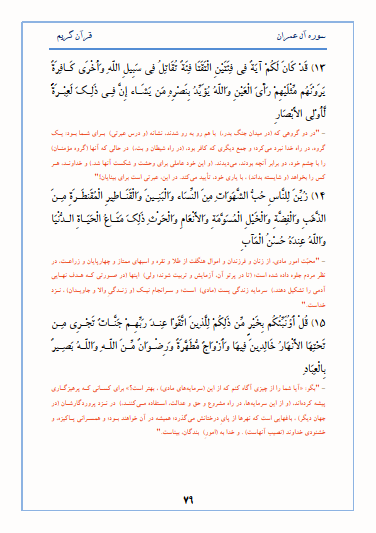 سوره آل عمران
قرآن کریم
(۱۳) قَدْ كَانَ لَكُمْ آيَةٌ فِي فِئَتَيْنِ الْتَقَتَا فِئَةٌ تُقَاتِلُ فِي سَبِيلِ اللّهِ وَأُخْرَى كَافِرَةٌ
يَرَوْنَهُم مِّثْلَيْهِمْ رَأْيَ الْعَيْنِ وَاللّهُ يُؤَيِّدُ بِنَصْرِهِ مَن يَشَاء إِنَّ فِي ذَلِكَ لَعِبْرَةً
لَّأُوْلِي الأَبْصَارِ
- "در دو گروهی که (در میدان جنگ بدر،) با هم رو به رو شدند، نشانه (و درس عبرتی) برای شما بود: یک
گروه، در راه خدا نبرد می‌کرد؛ و جمع دیگری که کافر بود، (در راه شیطان و بت،) در حالی که آنها (گروه مؤمنان)
را با چشم خود، دو برابر آنچه بودند، می‌دیدند. (و این خود عاملی برای وحشت و شکست آنها شد.) و خداوند، هر
کس را بخواهد (و شایسته بداند)، با یاری خود، تأیید می‌کند. در این، عبرتی است برای بینایان!"
(۱۴) زُيِّنَ لِلنَّاسِ حُبُّ الشَّهَوَاتِ مِنَ النِّسَاء وَالْبَنِينَ وَالْقَنَاطِيرِ الْمُقَنطَرَةِ مِنَ
الذَّهَبِ وَالْفِضَّةِ وَالْخَيْلِ الْمُسَوَّمَةِ وَالأَنْعَامِ وَالْحَرْثِ ذَلِكَ مَتَاعُ الْحَيَاةِ الدُّنْيَا
وَاللّهُ عِندَهُ حُسْنُ الْمَآبِ
- "محبّت امور مادی، از زنان و فرزندان و اموال هنگفت از طلا و نقره و اسبهای ممتاز و چهارپایان و زراعت، در
نظر مردم جلوه داده شده است؛ (تا در پرتو آن، آزمایش و تربیت شوند؛ ولی) اینها (در صورتی که هدف نهایی
آدمی را تشکیل دهند،) سرمایه زندگی پست (مادی) است؛ و سرانجام نیک (و زندگیِ والا و جاویدان)، نزد
خداست."
(۱۵) قُلْ أَؤُنَبِّئُكُم بِخَيْرٍ مِّن ذَلِكُمْ لِلَّذِينَ اتَّقَوْا عِندَ رَبِّهِمْ جَنَّاتٌ تَجْرِي مِن
تَحْتِهَا الأَنْهَارُ خَالِدِينَ فِيهَا وَأَزْوَاجٌ مُّطَهَّرَةٌ وَرِضْوَانٌ مِّنَ اللّهِ وَاللّهُ بَصِيرٌ
بِالْعِبَادِ
- "بگو: «آیا شما را از چیزی آگاه کنم که از این (سرمایه‌های مادی)، بهتر است؟» برای کسانی که پرهیزگاری
پیشه کرده‌اند، (و از این سرمایه‌ها، در راه مشروع و حق و عدالت، استفاده می‌کنند،) در نزد پروردگارشان (در
جهان دیگر)، باغهایی است که نهرها از پای درختانش می‌گذرد؛ همیشه در آن خواهند بود؛ و همسرانی پاکیزه، و
خشنودی خداوند (نصیب آنهاست). و خدا به (امورِ) بندگان، بیناست."
۷۹